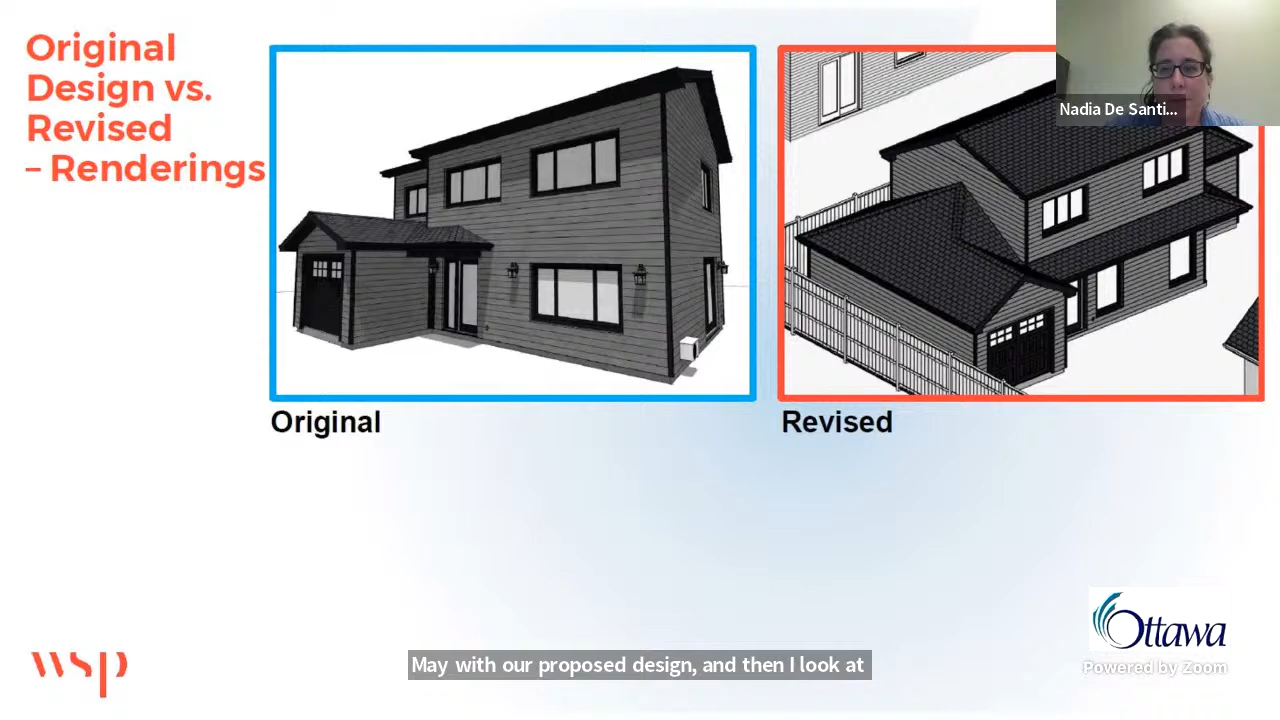 Original
Design vs.
Revised
– Renderings
Nadia De Santi...
Original
Revised
wsp
Ottawa
Powered by Zoom
May with our proposed design, and then I look at